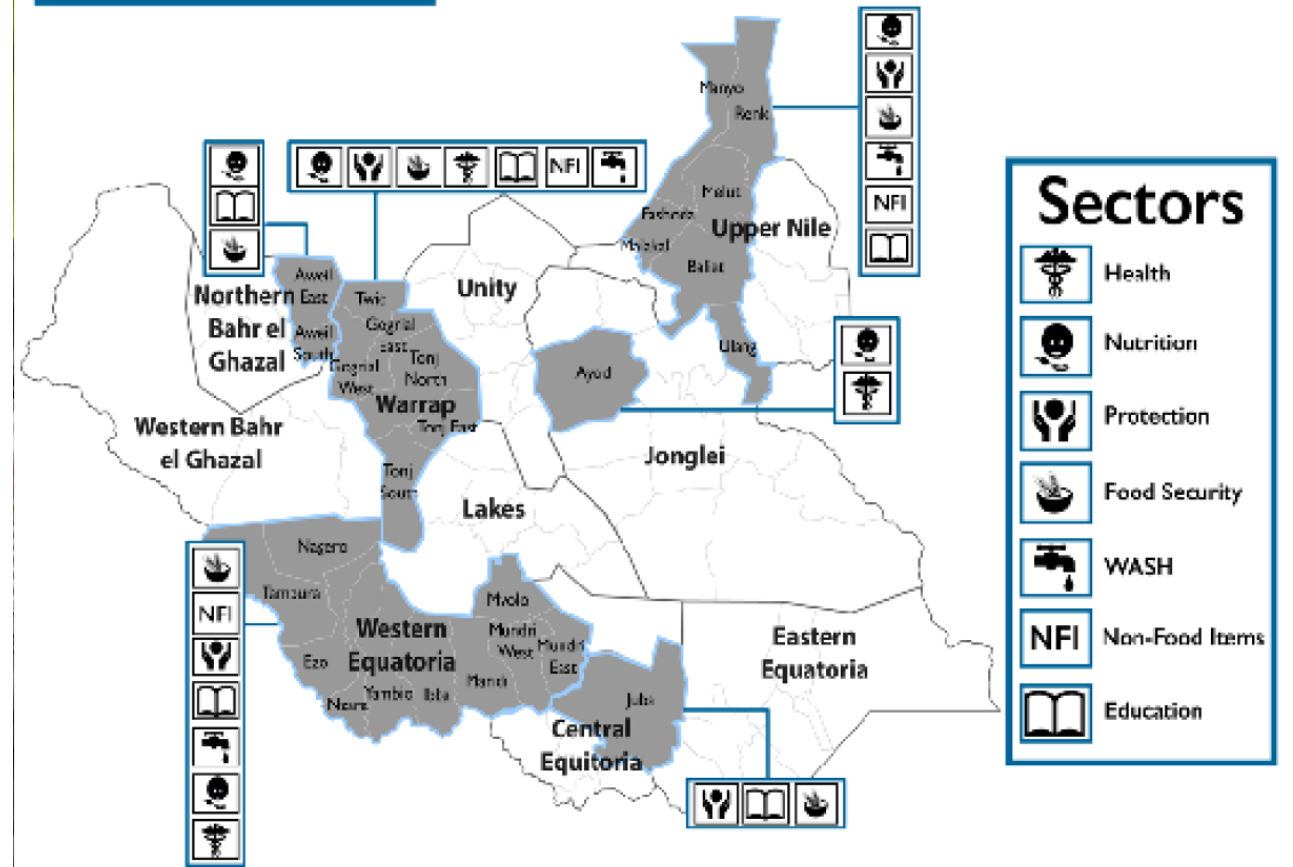 Manyo
Renk
Melut
Fashoda
Upper Nile
Malakal
Baliat
Ulang
NFI
NFI
Aweil
East
Northern
Bahr el
Ghazal
Aweil
South
Twic
Gogrial
East
Gogrial
West
Tonj
North
Warrap
Tonj East
Tonj
South
Unity
Ayod
Western Bahr
el Ghazal
Jonglei
Lakes
Nagero
Tambura
NFI
Western
Equatoria
Ezo
Yambio
Ibba
Maridi
Mvolo
Mundri
West
Mundri
East
Juba
Central
Equitoria
Eastern
Equatoria
Sectors
Health
Nutrition
Protection
Food Security
WASH
NFI Non-Food Items
Education